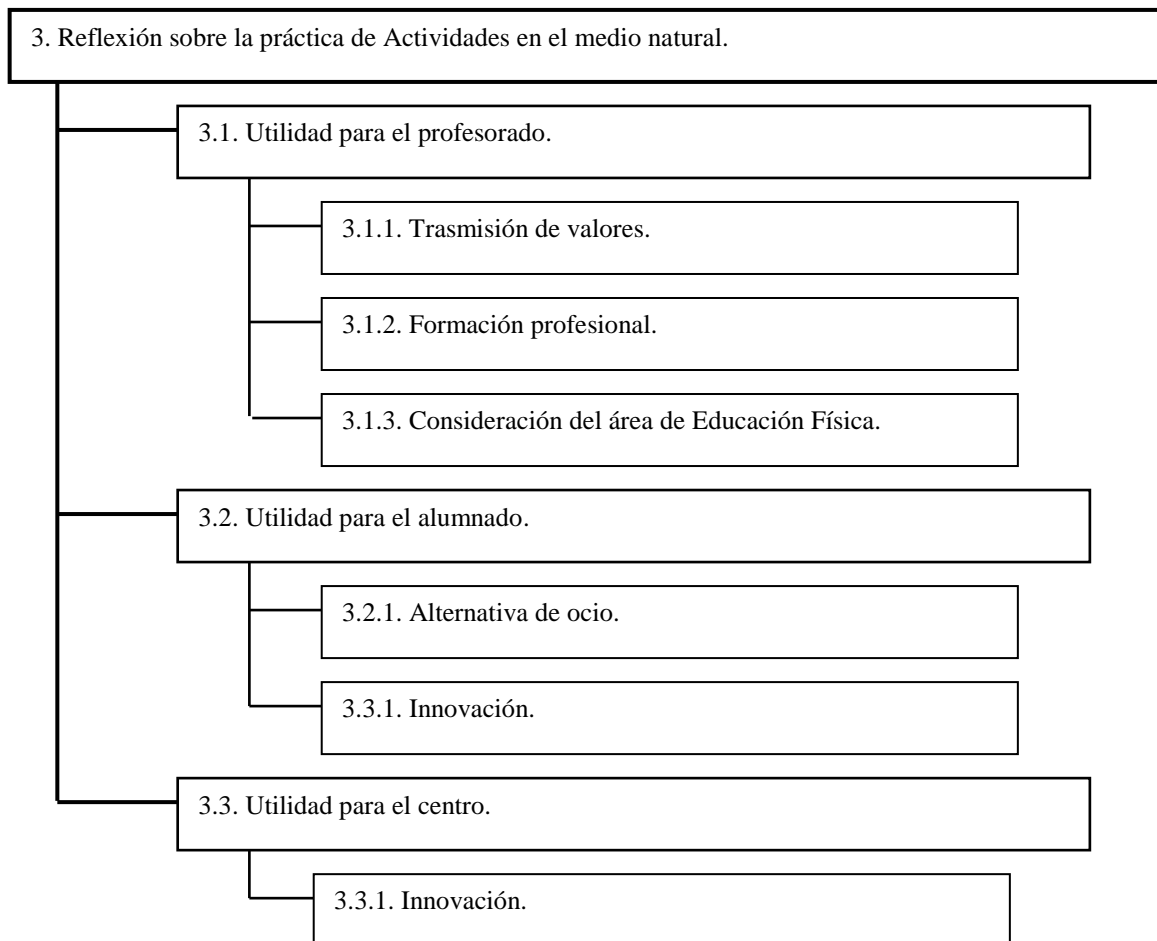 3. Reflexión sobre la práctica de Actividades en el medio natural.
3.1. Utilidad para el profesorado.
3.1.1. Trasmisión de valores.
3.1.2. Formación profesional.
3.1.3. Consideración del área de Educación Física.
3.2. Utilidad para el alumnado.
3.2.1. Alternativa de ocio.
3.3.1. Innovación.
3.3. Utilidad para el centro.
3.3.1. Innovación.